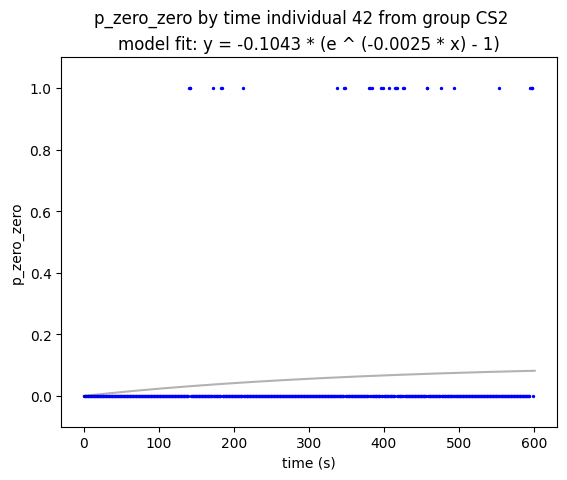 p_zero_zero by time individual 42 from group CS2
model fit: y = -0.1043 * (e ^ (-0.0025 * x) - 1)
1.0
0.8
0.6
0.4
0.2
0.0
p_zero_zero
0 100 200 300 400 500 600
time (s)